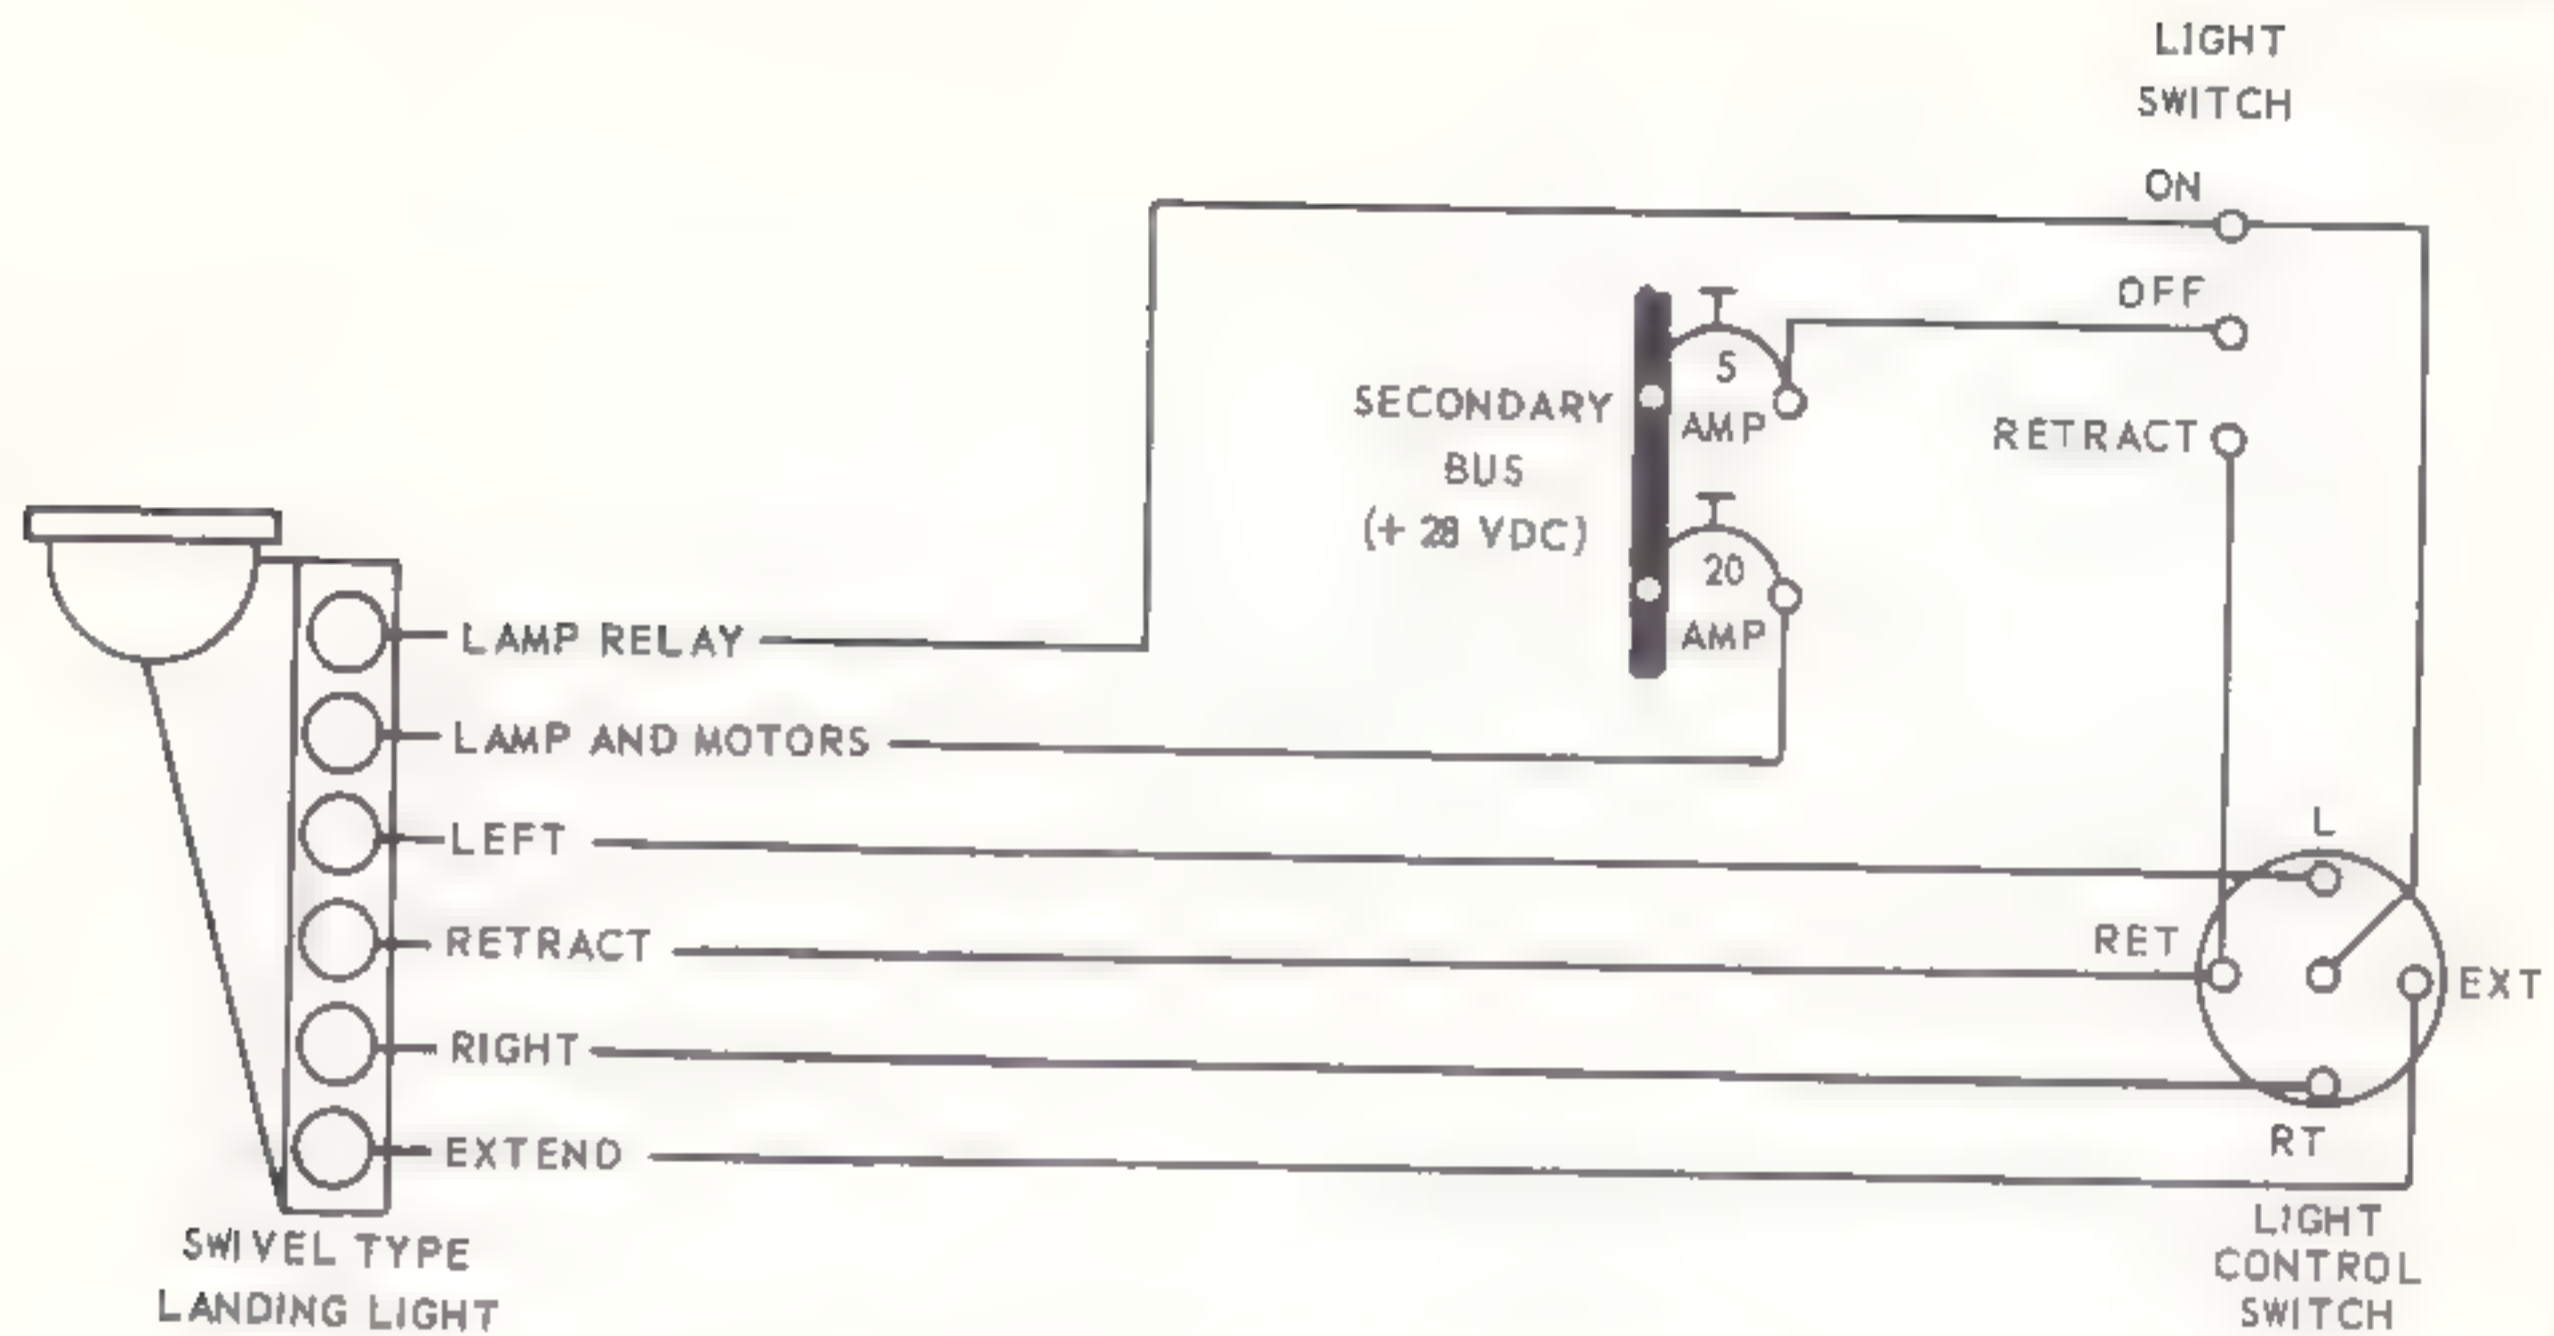 LIGHT
SWITCH
ON
OFF
RETRACT
5
AMP
SECONDARY
BUS
(+ 28 VDC)
20
AMP
LAMP RELAY
LAMP AND MOTORS
LEFT
RETRACT
RIGHT
EXTEND
L
RET
EXT
RT
LIGHT
CONTROL
SWITCH
SWIVEL TYPE
LANDING LIGHT